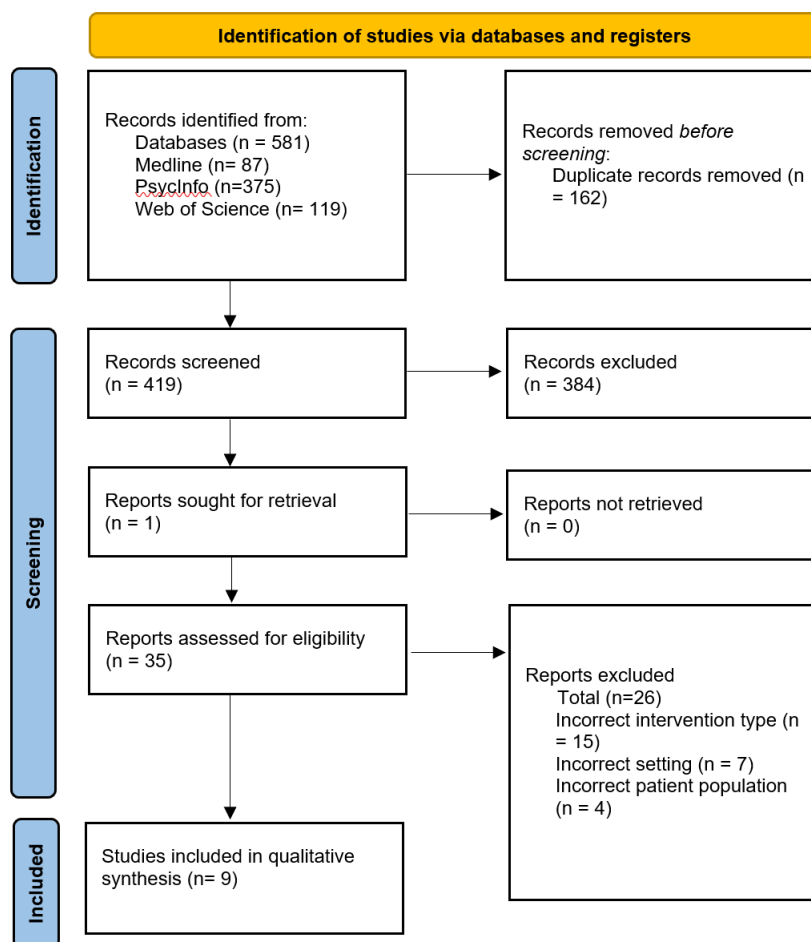 Identification of studies via databases and registers
Identification
Records identified from:
Databases (n = 581)
Medline (n= 87)
PsycInfo (n=375)
Web of Science (n= 119)
Records removed before
screening:
Duplicate records removed (n
= 162)
Screening
Records screened
(n = 419)
Records excluded
(n = 384)
Reports sought for retrieval
(n = 1)
Reports not retrieved
(n = 0)
Reports assessed for eligibility
(n = 35)
Reports excluded
Total (n=26)
Incorrect intervention type (n
= 15)
Incorrect setting (n = 7)
Incorrect patient population
(n = 4)
Included
Studies included in qualitative
synthesis (n= 9)